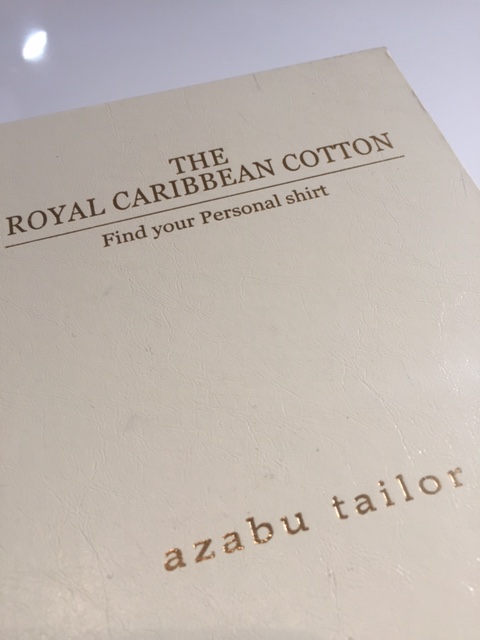 THE
ROYAL CARIBBEAN COTTON
Find your Personal shirt
azabu tailor